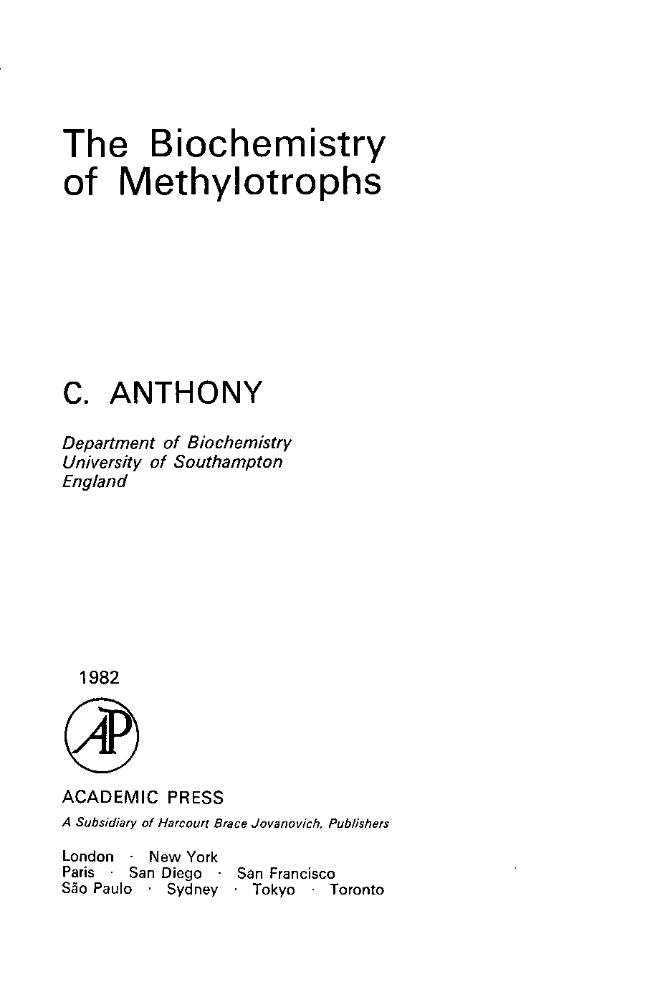 The Biochemistry
of Methylotrophs
C. ANTHONY
Department of Biochemistry
University of Southampton
England
1982
AP
ACADEMIC PRESS
A Subsidiary of Harcourt Brace Jovanovich, Publishers
London · New York
Paris · San Diego · San Francisco
São Paulo · Sydney · Tokyo · Toronto